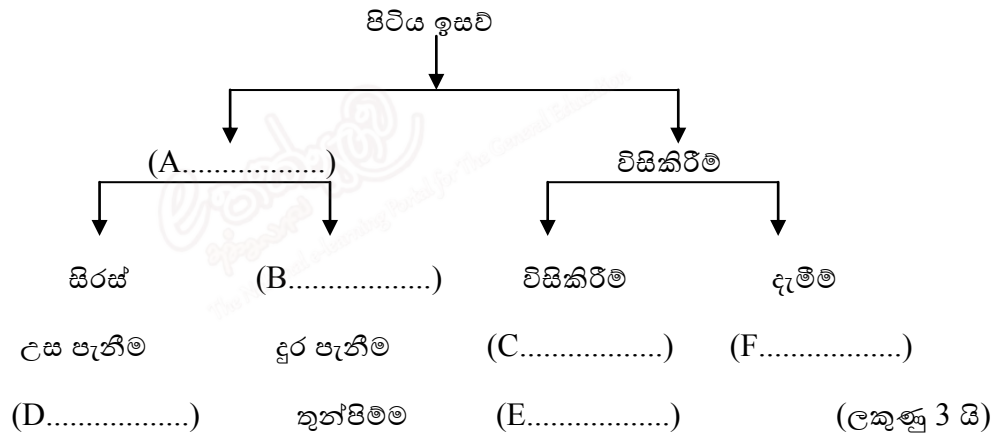 පිටිය ඉසව්
(A..................) විසිකිරීම්
සිරස් (B..................) විසිකිරීම් දැමීම්
උස පැනීම දුර පැනීම (C..................) (F..................)
(D..................) තුන්පිම්ම (E..................) (ලකුණු 3 යි)